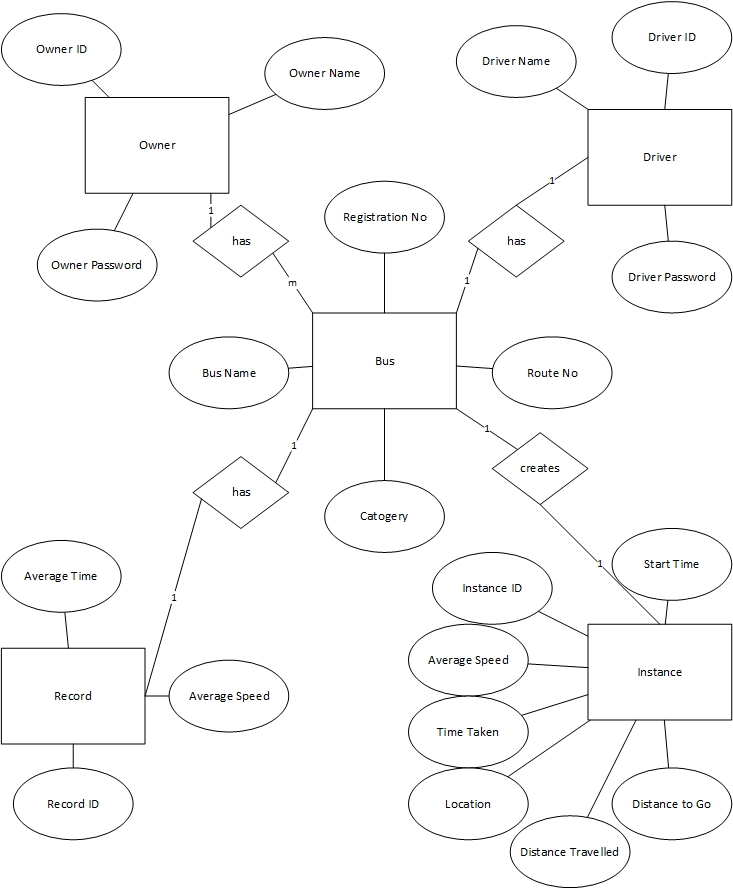 Owner ID
Owner Name
Driver Name
Driver ID
Owner
Driver
1
1
has
Registration No
has
Owner Password
Driver Password
m
1
Bus
Bus Name
Route No
1
1
creates
has
Catogery
1
Start Time
Average Time
Instance ID
1
Average Speed
Instance
Record
Average Speed
Time Taken
Record ID
Location
Distance to Go
Distance Travelled